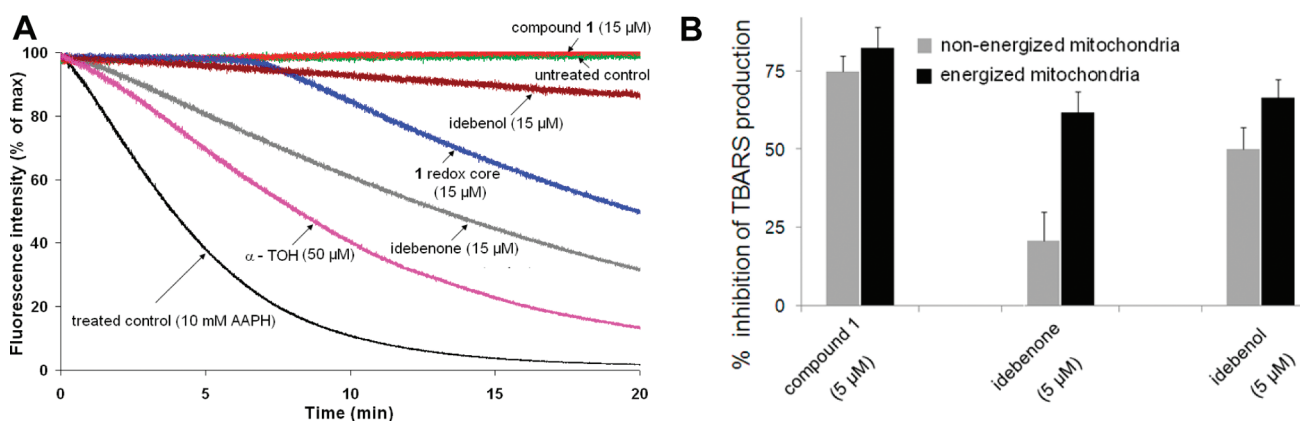 A
Fluorescence intensity (% of max)
100
80
60
40
20
0
0
5
10
15
20
Time (min)
compound 1 (15 µM)
untreated control
idebenol (15 µM)
1 redox core
(15 µM)
idebenone (15 µM)
α - TOH (50 µM)
treated control (10 mM AAPH)
B
% inhibition of TBARS production
75
50
25
0
non-energized mitochondria
energized mitochondria
compound 1
(5 µM)
idebenone
(5 µM)
idebenol
(5 µM)